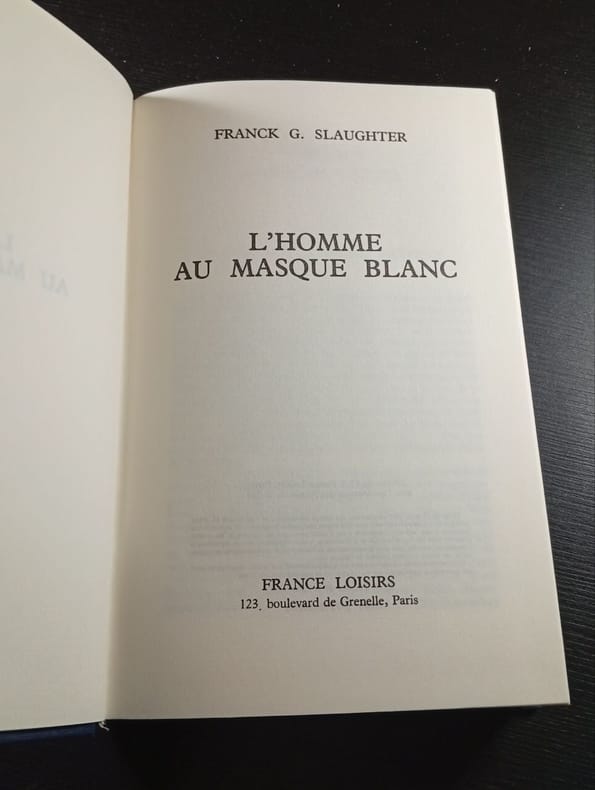 FRANCK G. SLAUGHTER
L'HOMME
AU MASQUE BLANC
FRANCE LOISIRS
123, boulevard de Grenelle, Paris